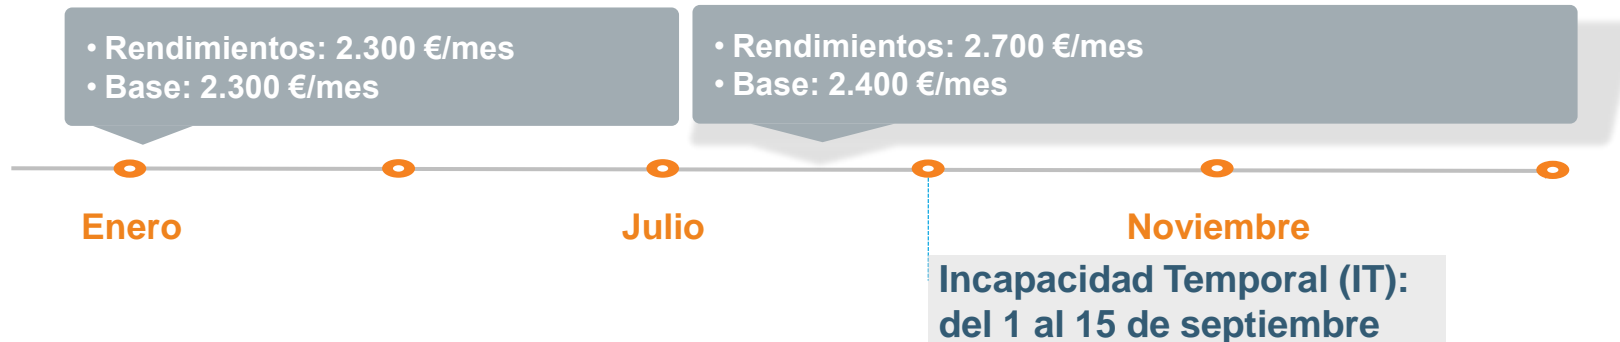 • Rendimientos: 2.300 €/mes
• Base: 2.300 €/mes
• Rendimientos: 2.700 €/mes
• Base: 2.400 €/mes
Enero
Julio
Noviembre
Incapacidad Temporal (IT):
del 1 al 15 de septiembre